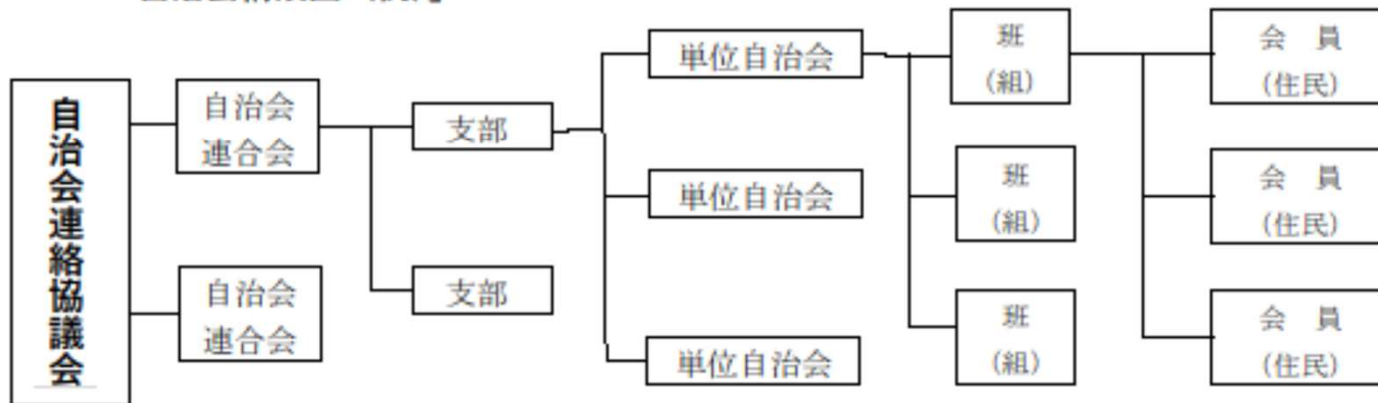 自治会連絡協議会
自治会
連合会
自治会
連合会
支部
支部
単位自治会
単位自治会
単位自治会
班
(組)
班
(組)
班
(組)
会　員
(住民)
会　員
(住民)
会　員
(住民)